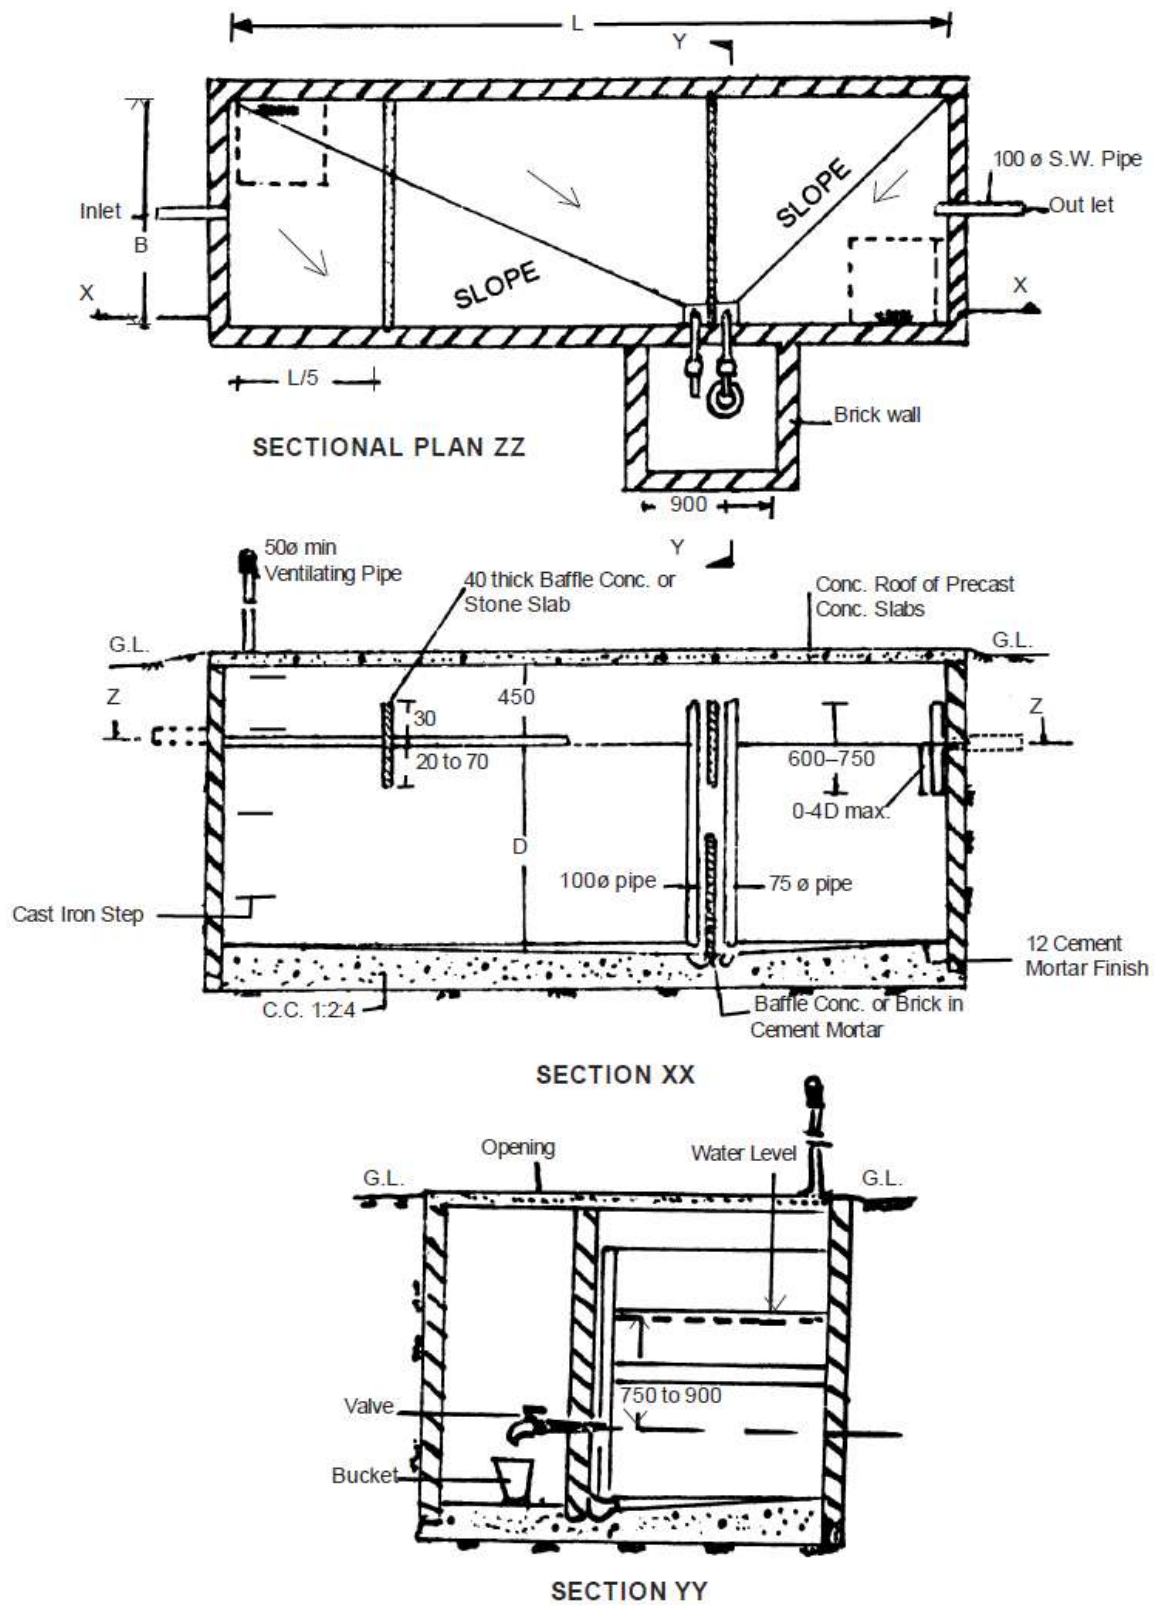 L
Y
100 ø S.W. Pipe
Inlet
Out let
B
SLOPE
SLOPE
X
X
L/5
Brick wall
SECTIONAL PLAN ZZ
900
Y
50ø min
Ventilating Pipe
40 thick Baffle Conc. or
Stone Slab
Conc. Roof of Precast
Conc. Slabs
G.L.
G.L.
Z
450
Z
30
20 to 70
600–750
0-4D max.
D
100ø pipe
75 ø pipe
Cast Iron Step
12 Cement
Mortar Finish
C.C. 1:2:4
Baffle Conc. or Brick in
Cement Mortar
SECTION XX
Opening
Water Level
G.L.
G.L.
750 to 900
Valve
Bucket
SECTION YY